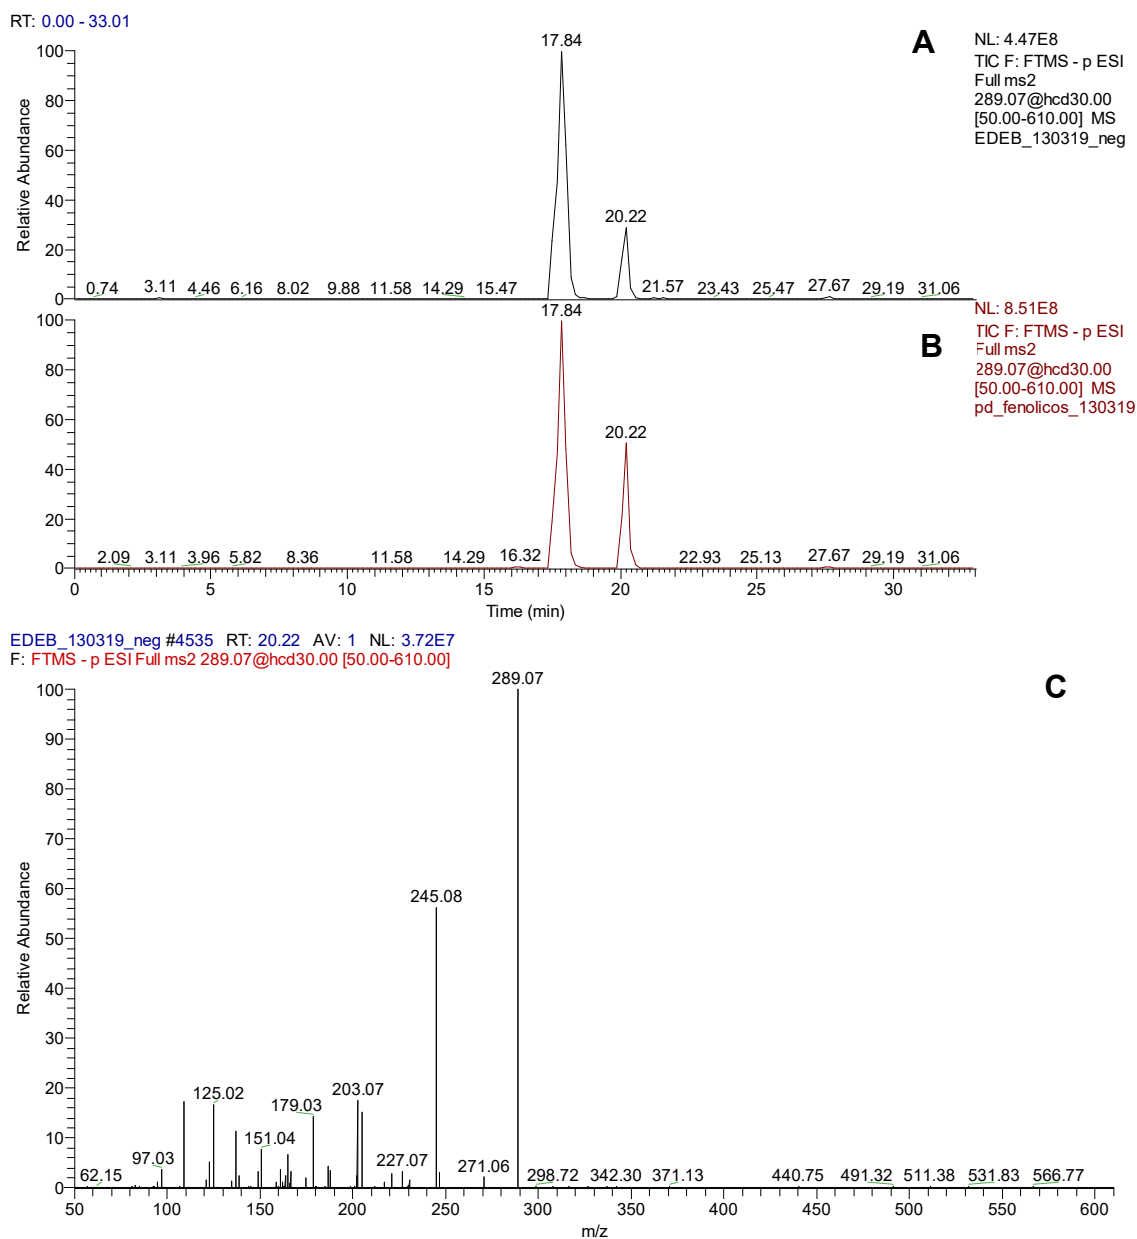 RT: 0.00 - 33.01
A
NL: 4.47E8
TIC F: FTMS - p ESI
Full ms2
289.07@hcd30.00
[50.00-610.00] MS
EDEB_130319_neg
Relative Abundance
100
80
60
40
20
0
17.84
20.22
0.74 3.11 4.46 6.16 8.02 9.88 11.58 14.29 15.47 21.57 23.43 25.47 27.67 29.19 31.06
B
NL: 8.51E8
TIC F: FTMS - p ESI
Full ms2
289.07@hcd30.00
[50.00-610.00] MS
pd_fenolicos_130319
100
80
60
40
20
0
17.84
20.22
2.09 3.11 3.96 5.82 8.36 11.58 14.29 16.32 22.93 25.13 27.67 29.19 31.06
0 5 10 15 20 25 30
Time (min)
EDEB_130319_neg #4535 RT: 20.22 AV: 1 NL: 3.72E7
F: FTMS - p ESI Full ms2 289.07@hcd30.00 [50.00-610.00]
C
Relative Abundance
100
90
80
70
60
50
40
30
20
10
0
289.07
245.08
125.02
203.07
179.03
151.04
97.03
227.07
271.06
62.15
298.72 342.30 371.13 440.75 491.32 511.38 531.83 566.77
50 100 150 200 250 300 350 400 450 500 550 600
m/z